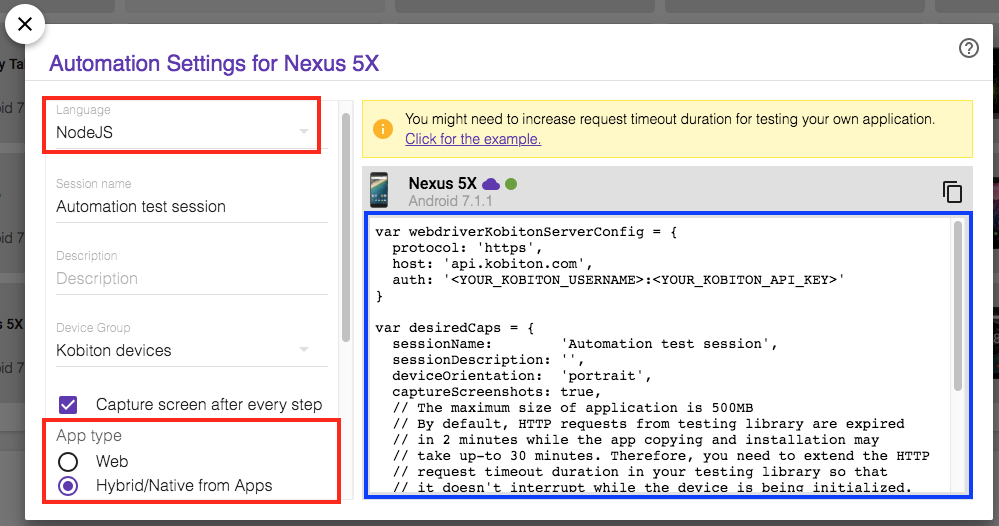 Automation Settings for Nexus 5X
Language
NodeJS
Session name
Automation test session
Description
Description
Device Group
Kobiton devices
Capture screen after every step
App type
Web
Hybrid/Native from Apps
You might need to increase request timeout duration for testing your own application.
Click for the example.
Nexus 5X
Android 7.1.1
var webdriverKobitonServerConfig = {
  protocol: 'https',
  host: 'api.kobiton.com',
  auth: '<YOUR_KOBITON_USERNAME>:<YOUR_KOBITON_API_KEY>'
}
var desiredCaps = {
  sessionName:        'Automation test session',
  sessionDescription: '',
  deviceOrientation:  'portrait',
  captureScreenshots: true,
  // The maximum size of application is 500MB
  // By default, HTTP requests from testing library are expired
  // in 2 minutes while the app copying and installation may
  // take up-to 30 minutes. Therefore, you need to extend the HTTP
  // request timeout duration in your testing library so that
  // it doesn't interrupt while the device is being initialized.